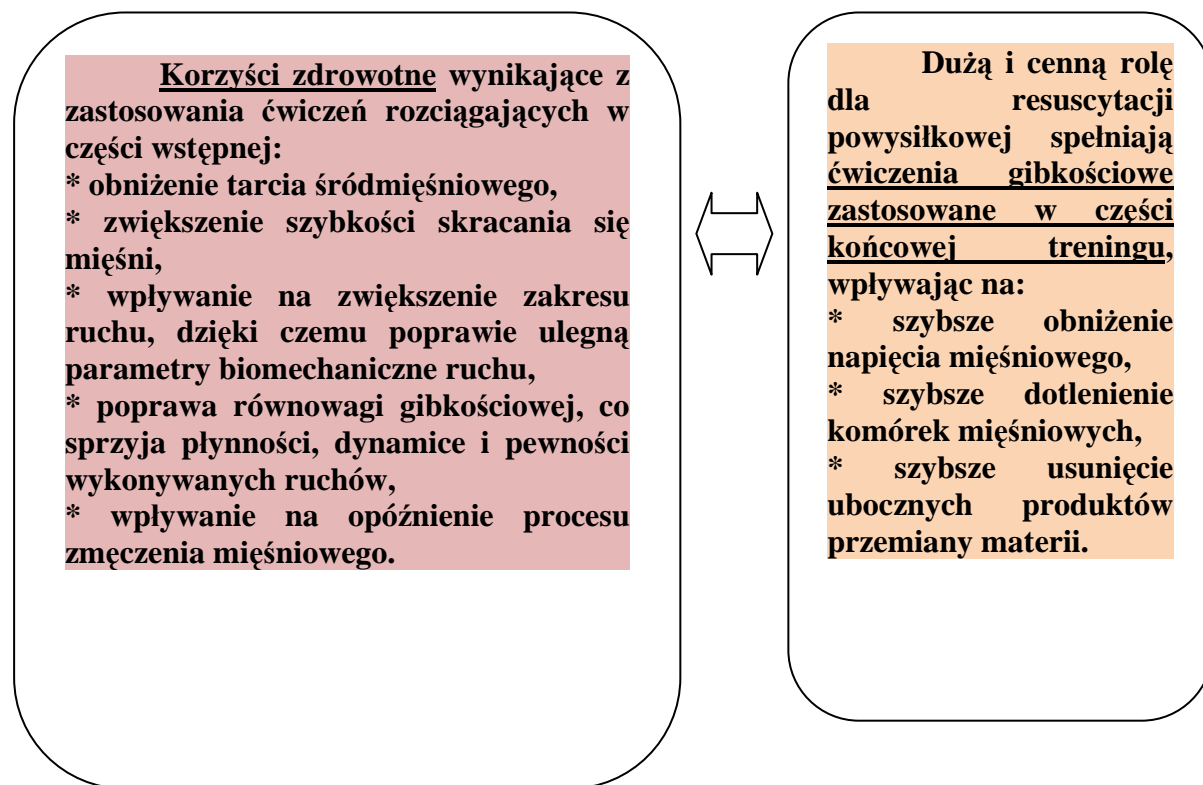 Korzyści zdrowotne wynikające z
zastosowania ćwiczeń rozciągających w
części wstępnej:
* obniżenie tarcia śródmięśniowego,
* zwiększenie szybkości skracania się
mięśni,
* wpływanie na zwiększenie zakresu
ruchu, dzięki czemu poprawie ulegną
parametry biomechaniczne ruchu,
* poprawa równowagi gibkościowej, co
sprzyja płynności, dynamice i pewności
wykonywanych ruchów,
* wpływanie na opóźnienie procesu
zmęczenia mięśniowego.
Dużą i cenną rolę
dla resuscytacji
powysiłkowej spełniają
ćwiczenia gibkościowe
zastosowane w części
końcowej treningu,
wpływając na:
* szybsze obniżenie
napięcia mięśniowego,
* szybsze dotlenienie
komórek mięśniowych,
* szybsze usunięcie
ubocznych produktów
przemiany materii.